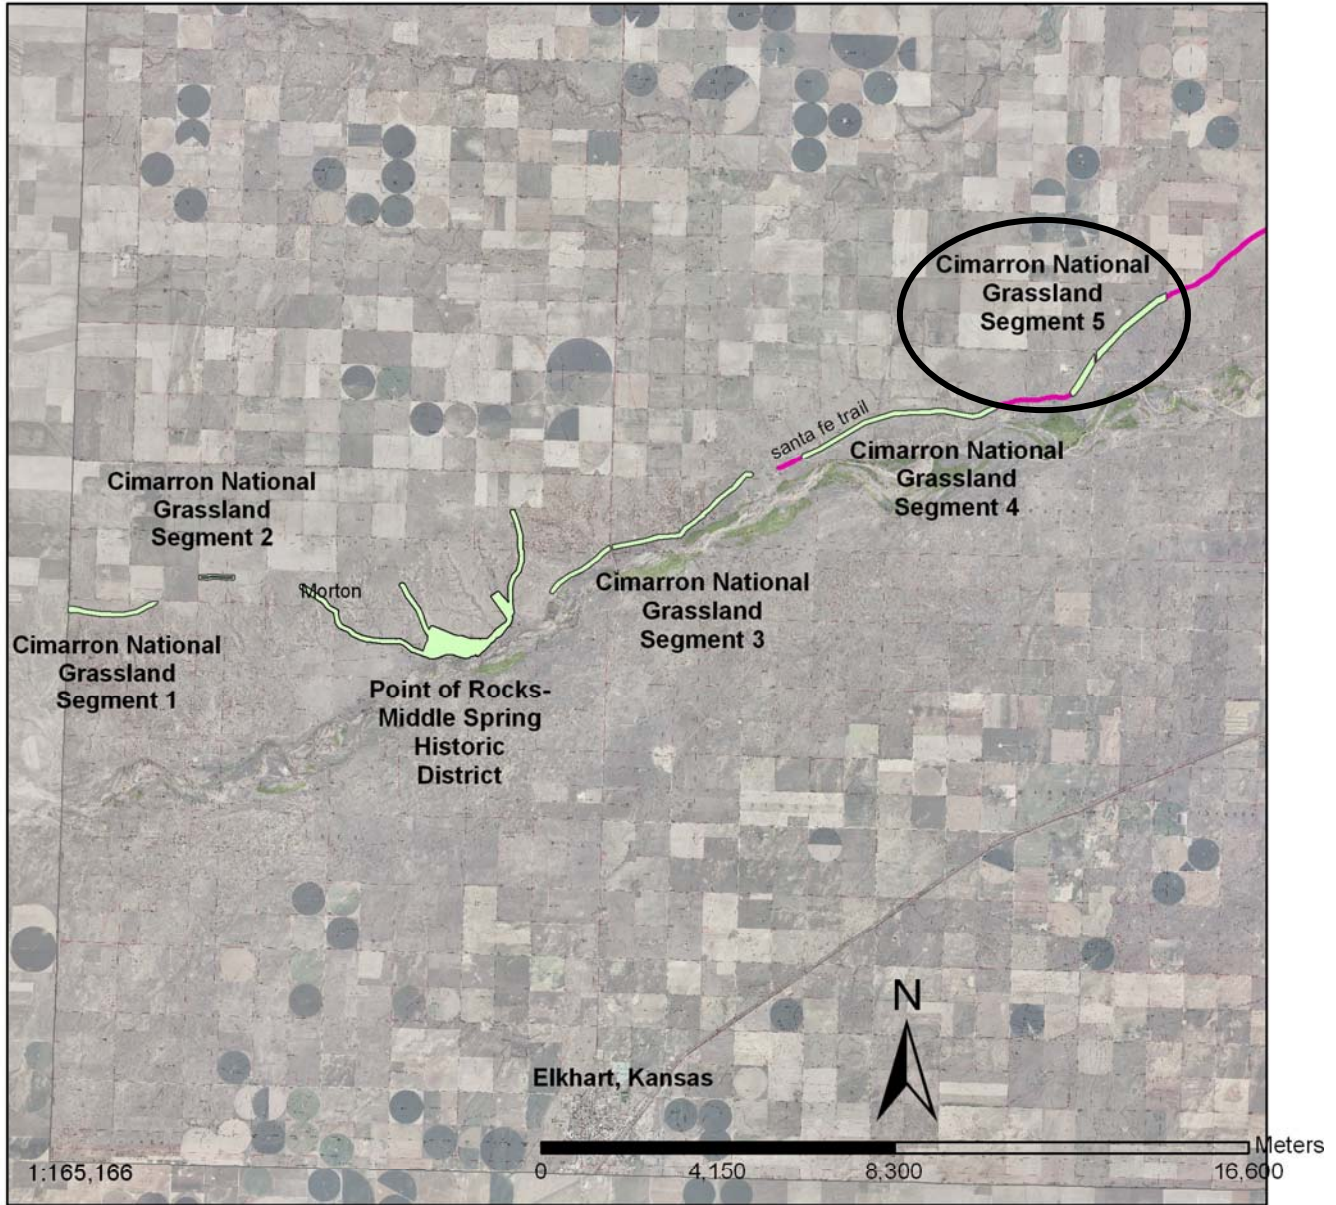 Cimarron National
Grassland
Segment 5
santa fe trail
Cimarron National
Grassland
Segment 4
Cimarron National
Grassland
Segment 2
Morton
Cimarron National
Grassland
Segment 3
Cimarron National
Grassland
Segment 1
Point of Rocks-
Middle Spring
Historic
District
N
Elkhart, Kansas
Meters
1:165,166
0 4,150 8,300 16,600